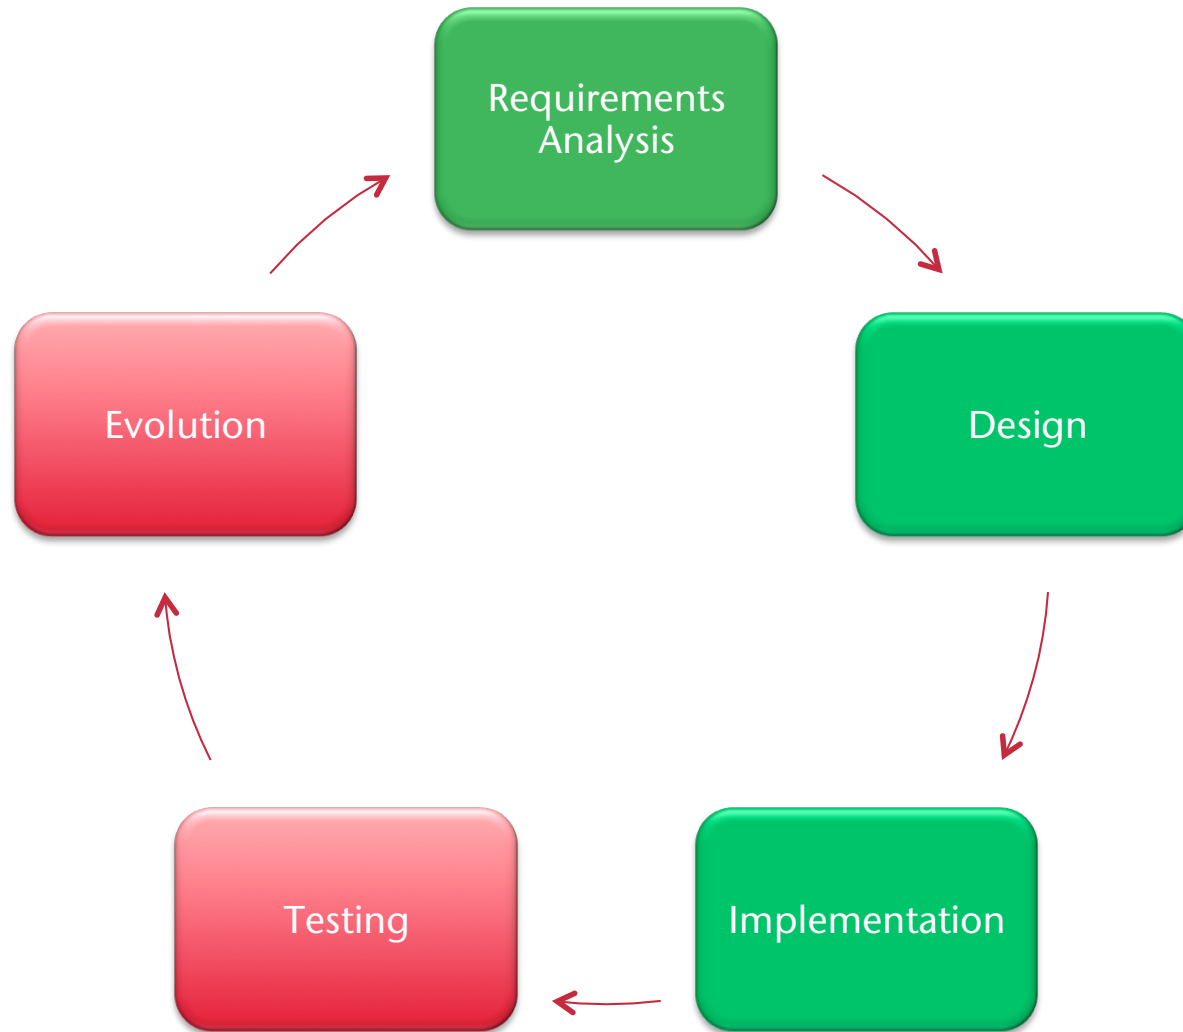 Requirements
Analysis
Design
Implementation
Testing
Evolution